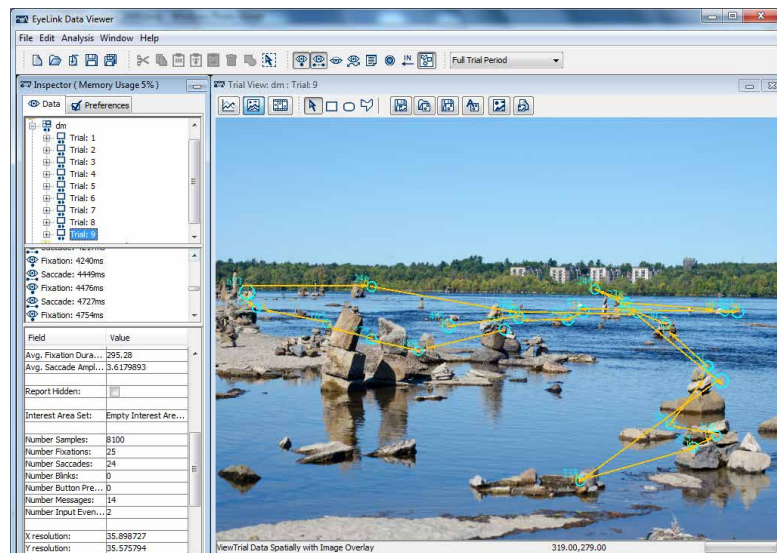 EyeLink Data Viewer
File Edit Analysis Window Help
Full Trial Period
Inspector ( Memory Usage 5% )
Data Preferences
dm
Trial: 1
Trial: 2
Trial: 3
Trial: 4
Trial: 5
Trial: 6
Trial: 7
Trial: 8
Trial: 9
Fixation: 4240ms
Saccade: 4449ms
Fixation: 4476ms
Saccade: 4727ms
Fixation: 4754ms
Field Value
Avg. Fixation Dura... 295.28
Avg. Saccade Ampl... 3.6179893
Report Hidden:
Interest Area Set: Empty Interest Are...
Number Samples: 8100
Number Fixations: 25
Number Saccades: 24
Number Blinks: 0
Number Button Pre... 0
Number Messages: 14
Number Input Even... 2
X resolution: 35.898727
Y resolution: 35.575794
Trial View: dm : Trial: 9
IN
ViewTrial Data Spatially with Image Overlay 319.00,279.00